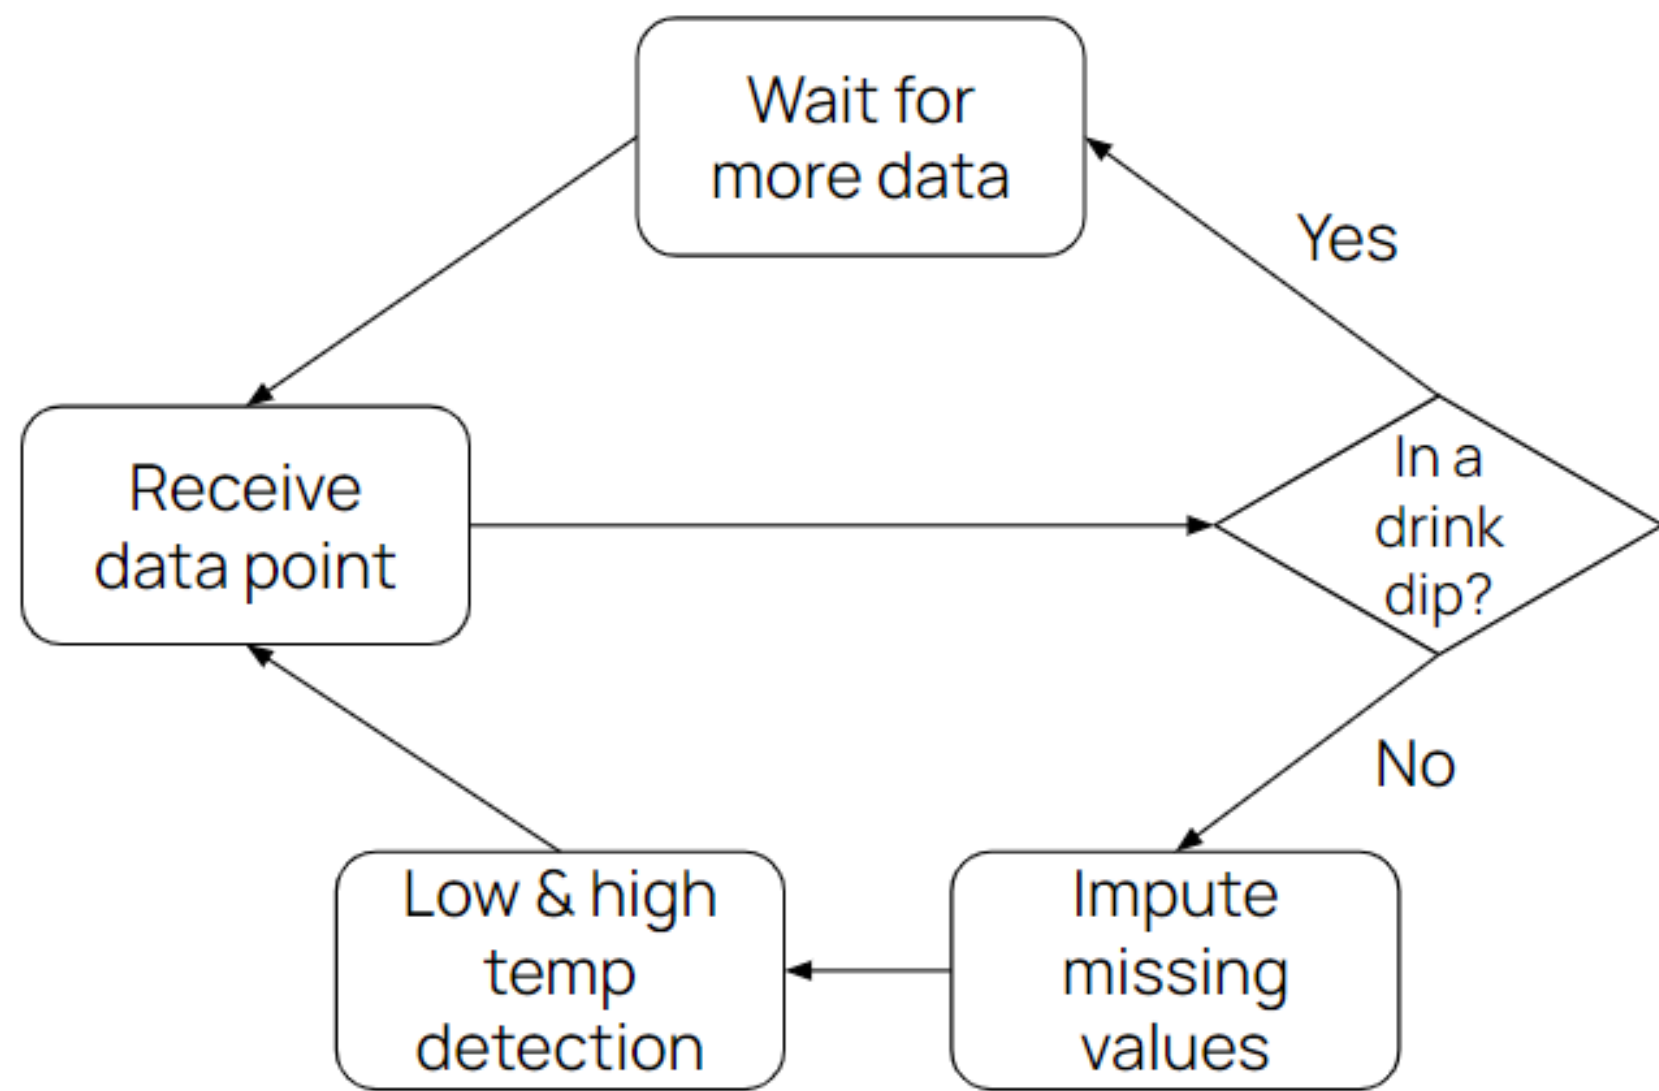 Wait for
more data
Yes
Receive
data point
In a
drink
dip?
No
Low & high
temp
detection
Impute
missing
values